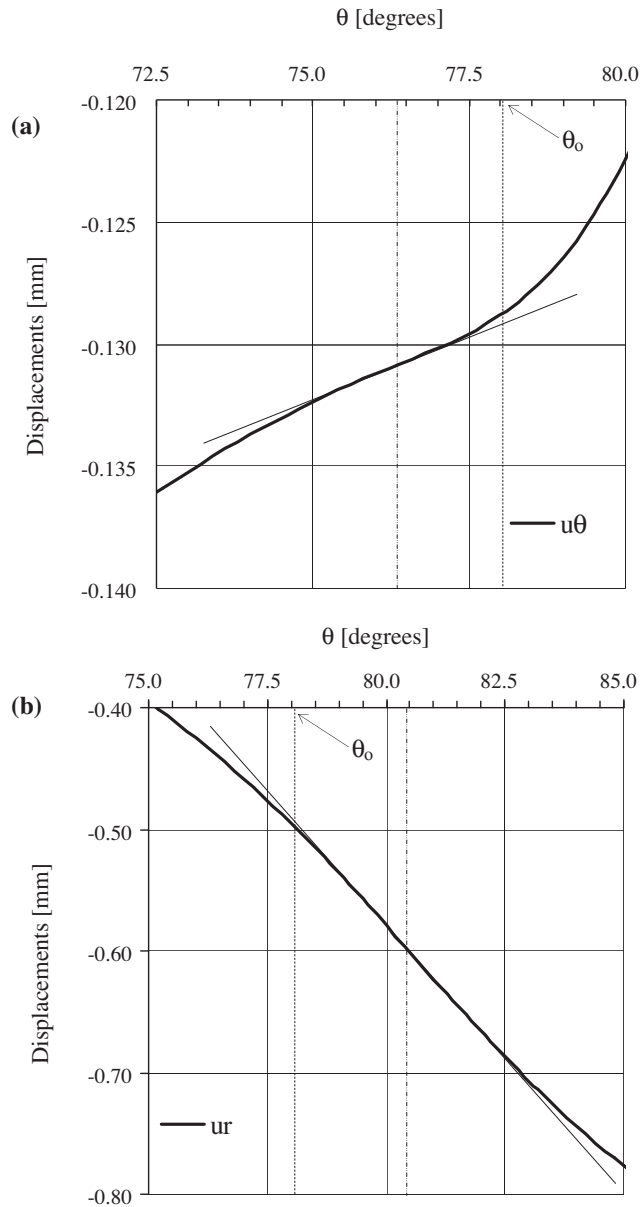 θ [degrees]
72.5 75.0 77.5 80.0
(a)
-0.120
θo
-0.125
-0.130
-0.135
-0.140
Displacements [mm]
uθ
θ [degrees]
75.0 77.5 80.0 82.5 85.0
(b)
-0.40
θo
-0.50
-0.60
-0.70
-0.80
Displacements [mm]
ur